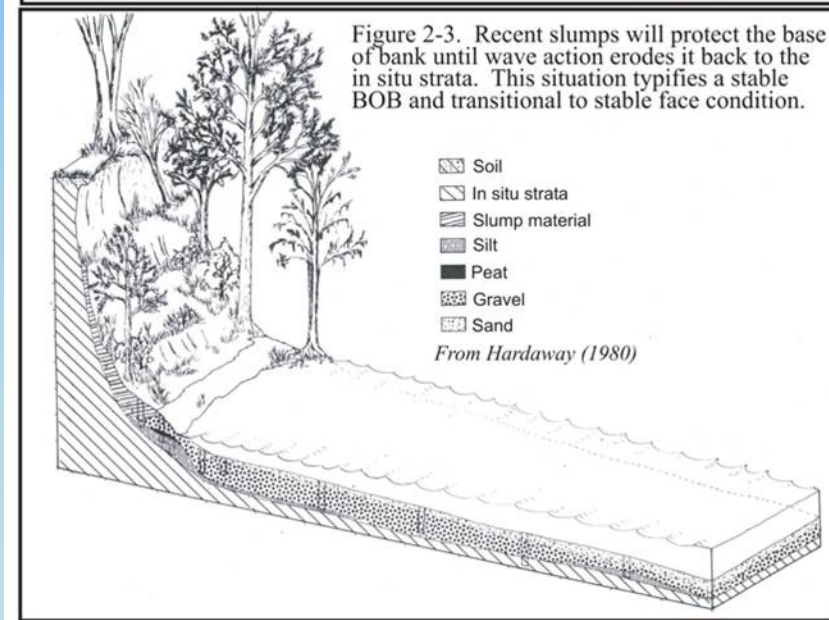 Figure 2-3. Recent slumps will protect the base
of bank until wave action erodes it back to the
in situ strata. This situation typifies a stable
BOB and transitional to stable face condition.
Soil
In situ strata
Slump material
Silt
Peat
Gravel
Sand
From Hardaway (1980)